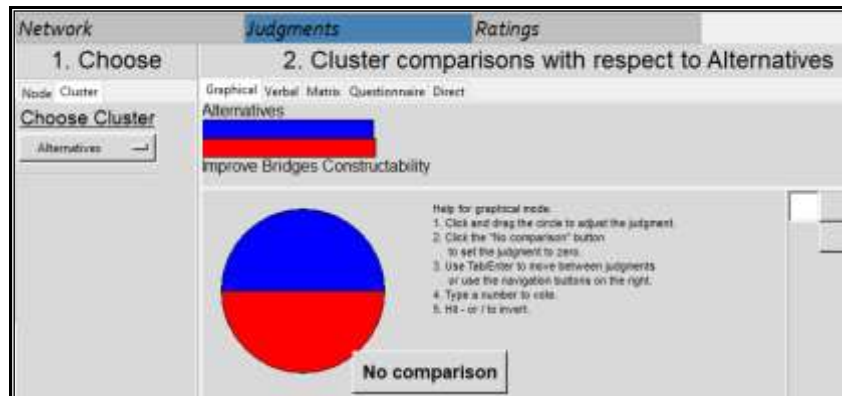 Network Judgments Ratings
1. Choose 2. Cluster comparisons with respect to Alternatives
Node Cluster Graphical Verbal Matrix Questionnaire Direct
Choose Cluster
Alternatives
Alternatives
Improve Bridges Constructability
Help for graphical mode.
1. Click and drag the circle to adjust the judgment.
2. Click the "No comparison" button
to set the judgment to zero.
3. Use Tab/Enter to move between judgments
or use the navigation buttons on the right.
4. Type a number to vote.
5. Hit - or / to invert.
No comparison